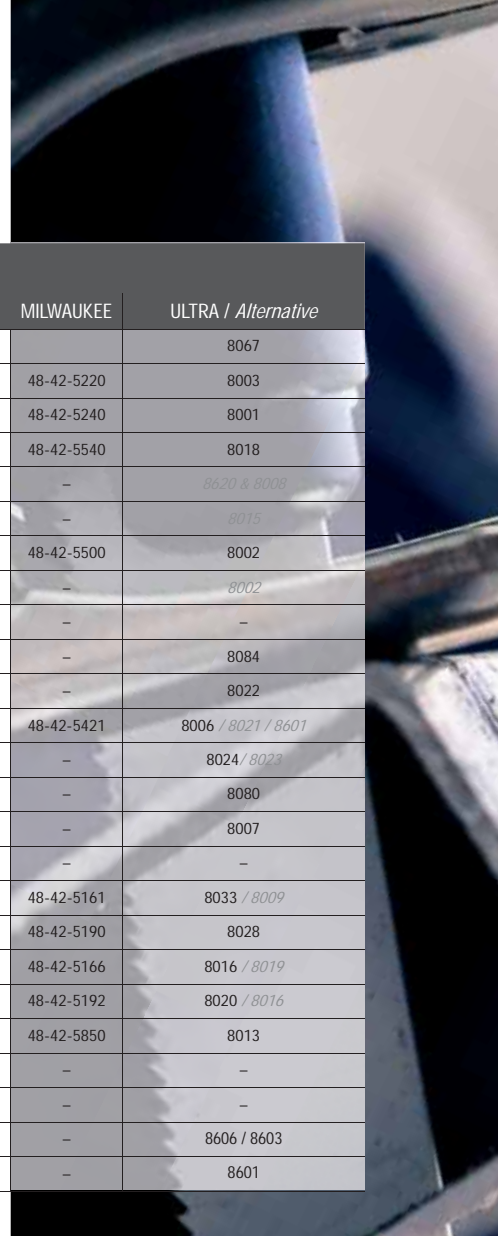 MILWAUKEE ULTRA / Alternative
8067
48-42-5220 8003
48-42-5240 8001
48-42-5540 8018
– 8620 & 8008
– 8015
48-42-5500 8002
– 8002
– –
– 8084
– 8022
48-42-5421 8006 / 8021 / 8601
– 8024 / 8023
– 8080
– 8007
– –
48-42-5161 8033 / 8009
48-42-5190 8028
48-42-5166 8016 / 8019
48-42-5192 8020 / 8016
48-42-5850 8013
– –
– –
– 8606 / 8603
– 8601